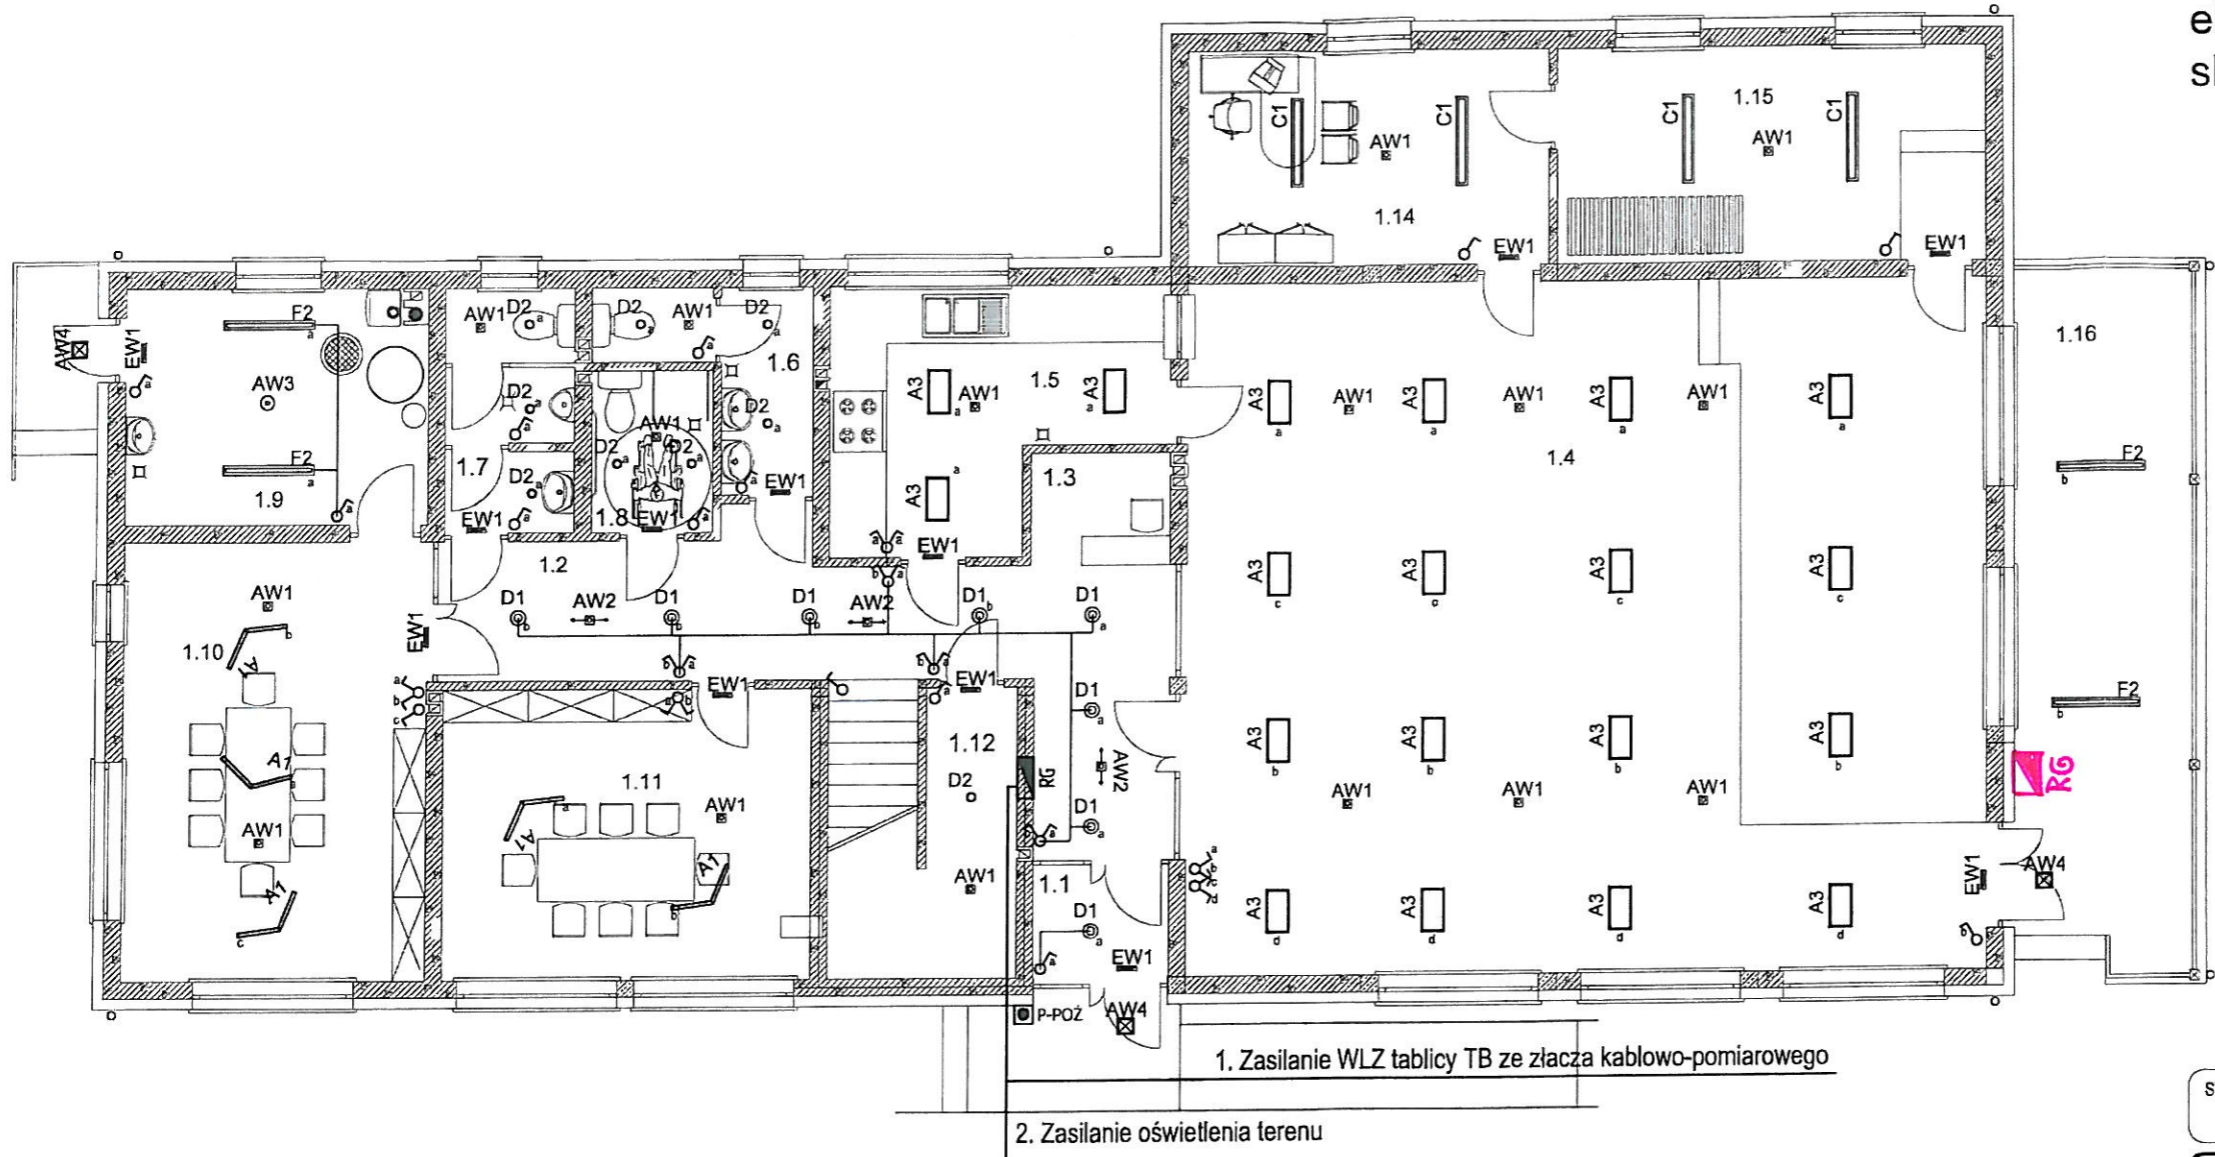 e
sl
C1
C1
C1
1.15
C1
AW1
AW1
1.14
EW1
EW1
AW4
EW1
F2
a
a
AW3
F2
a
1.9
a
AW1
D2
a
D2
a
AW1
D2
a
a
1.6
D2
a
a
1.7
D2
a
EW1
a
AW1
D2
a
D2
a
1.8
EW1
a
D2
a
EW1
A3
a
AW1
1.5
A3
a
A3
a
a
a
EW1
1.3
A3
a
AW1
A3
a
AW1
A3
a
AW1
A3
a
1.4
1.16
F2
b
F2
b
1.2
D1
b
AW2
D1
a
D1
b
AW2
b
a
D1
b
D1
a
A3
c
A3
c
A3
c
A3
c
AW1
1.10
b
A1
EW1
a
b
c
b
a
EW1
a
b
b
a
EW1
a
D1
a
AW2
A1
a
AW1
A1
c
1.11
a
A1
AW1
A1
b
1.12
D2
RG
AW1
D1
a
b
a
A3
b
A3
b
A3
b
A3
b
AW1
AW1
AW1
RG
1.1
D1
a
a
EW1
a
b
c
d
A3
d
A3
d
A3
d
A3
d
EW1
AW4
b
P-POŻ
AW4
1. Zasilanie WLZ tablicy TB ze złacza kablowo-pomiarowego
2. Zasilanie oświetlenia terenu
s